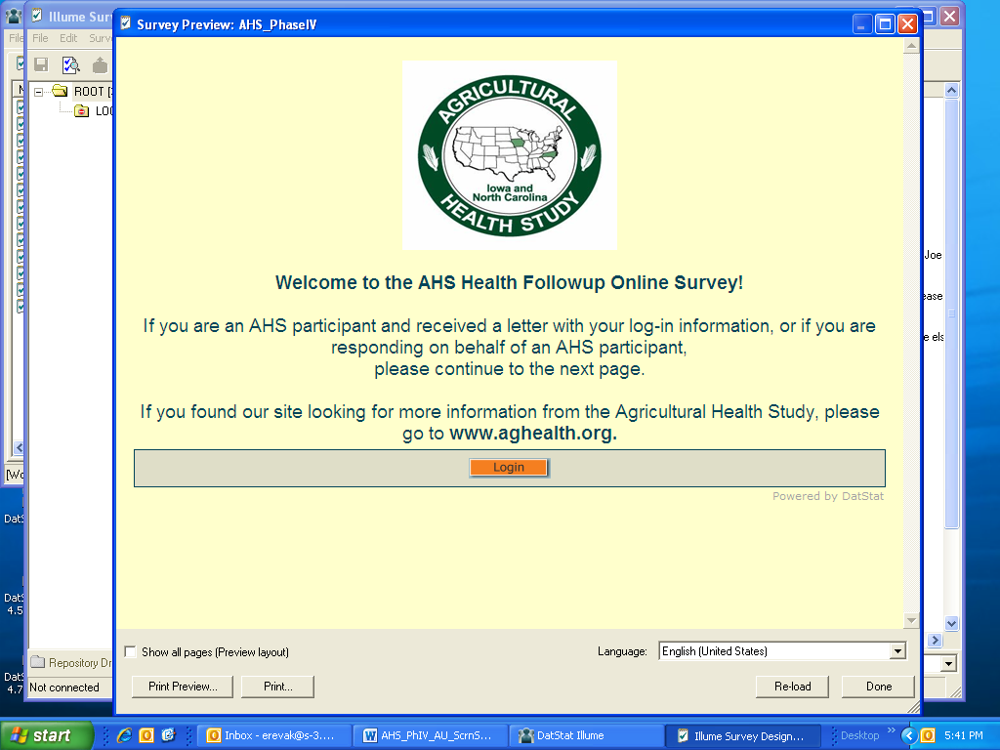 Illume Sur
Survey Preview: AHS_PhaseIV
File Edit Surv
ROOT [
LOG
AGRICULTURAL
Iowa and
North Carolina
HEALTH STUDY
Welcome to the AHS Health Followup Online Survey!
If you are an AHS participant and received a letter with your log-in information, or if you are
responding on behalf of an AHS participant,
please continue to the next page.
If you found our site looking for more information from the Agricultural Health Study, please
go to www.aghealth.org.
Login
Powered by DatStat
Joe
ease
e els
[Wo
DatS
DatS
4.5
DatS
4.7
Show all pages (Preview layout)
Language: English (United States)
Repository Dr
Not connected
Print Preview... Print... Re-load Done
start
Inbox - erevak@s-3....
AHS_PhIV_AU_ScrnS...
DatStat Illume
Illume Survey Design...
Desktop »
5:41 PM